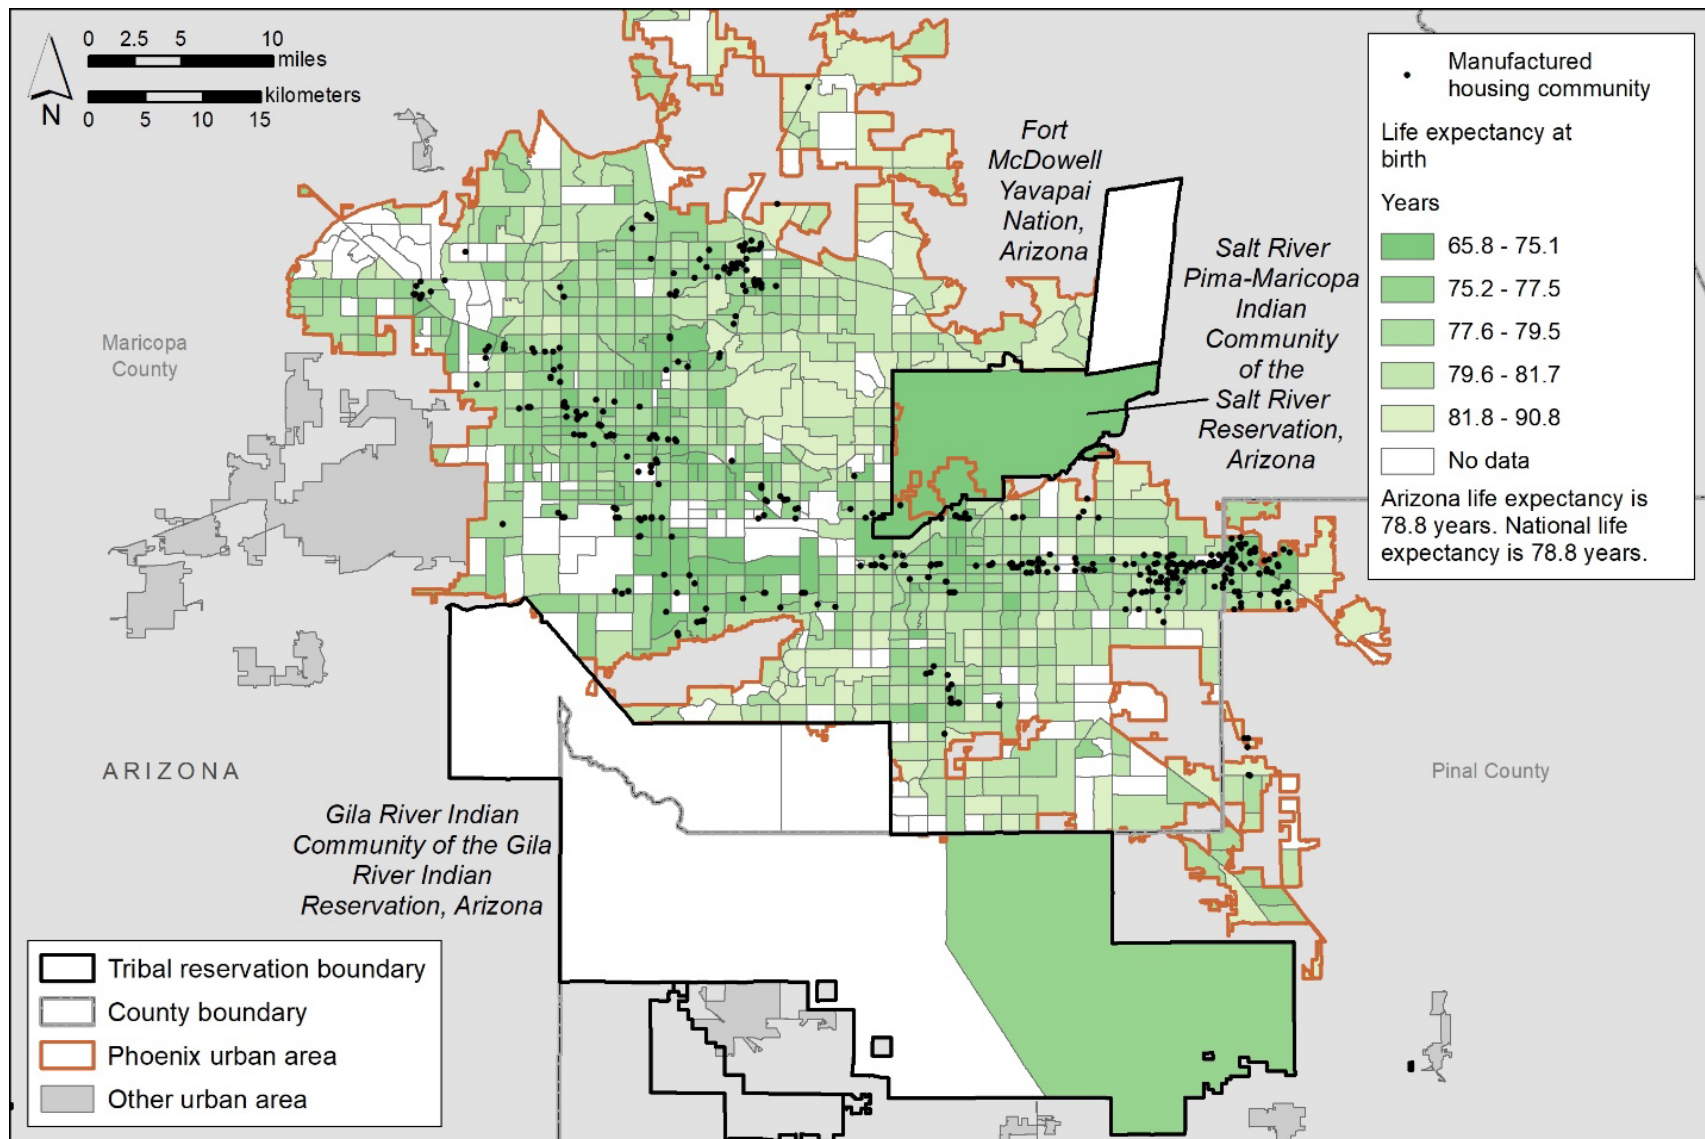 0 2.5 5 10
miles
kilometers
0 5 10 15
N
Manufactured
housing community
Life expectancy at
birth
Years
65.8 - 75.1
75.2 - 77.5
77.6 - 79.5
79.6 - 81.7
81.8 - 90.8
No data
Arizona life expectancy is
78.8 years. National life
expectancy is 78.8 years.
Fort
McDowell
Yavapai
Nation,
Arizona
Salt River
Pima-Maricopa
Indian
Community
of the
Salt River
Reservation,
Arizona
Maricopa
County
ARIZONA
Pinal County
Gila River Indian
Community of the Gila
River Indian
Reservation, Arizona
Tribal reservation boundary
County boundary
Phoenix urban area
Other urban area